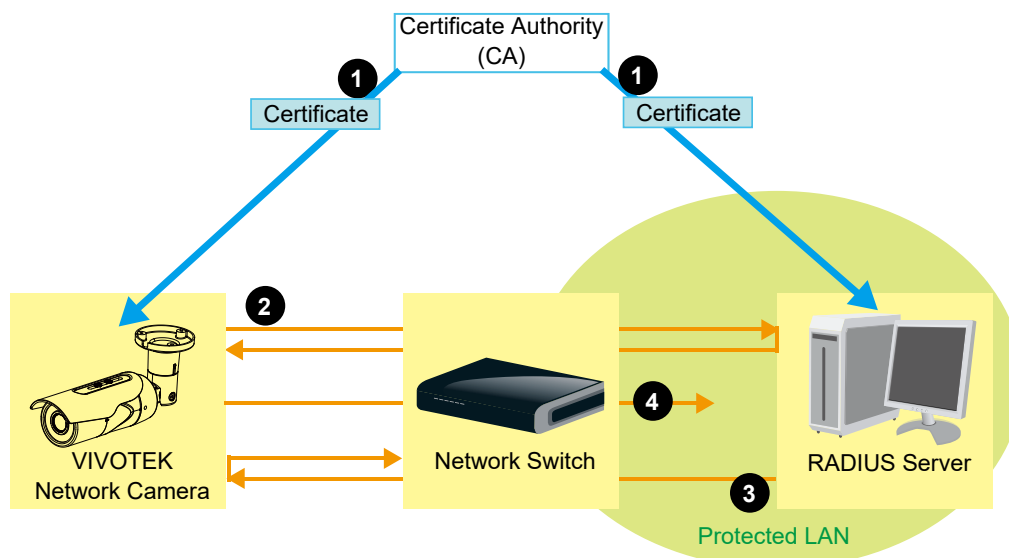 Certificate Authority
(CA)
1
1
Certificate
Certificate
2
4
VIVOTEK
Network Camera
Network Switch
RADIUS Server
3
Protected LAN